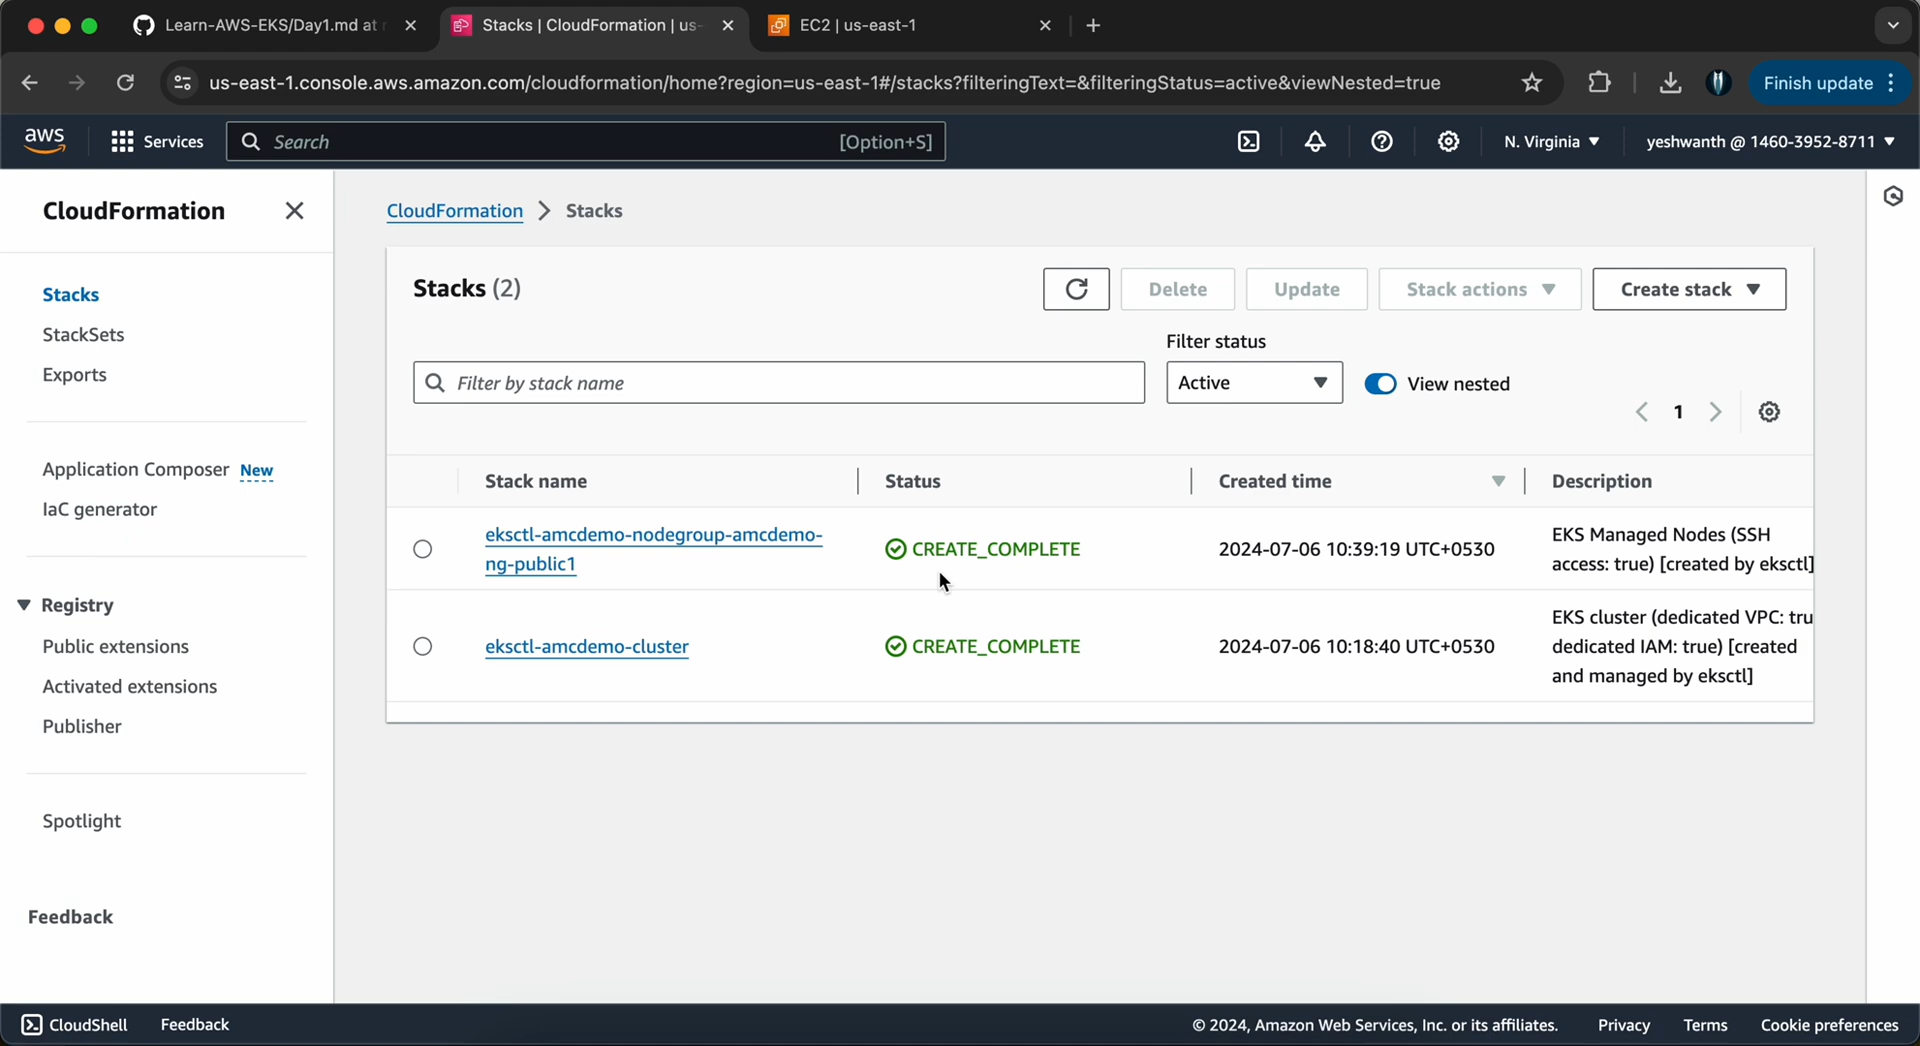 Learn-AWS-EKS/Day1.md at r
Stacks | CloudFormation | us-
EC2 | us-east-1
us-east-1.console.aws.amazon.com/cloudformation/home?region=us-east-1#/stacks?filteringText=&filteringStatus=active&viewNested=true
Finish update
aws
Services
Search
[Option+S]
N. Virginia
yeshwanth @ 1460-3952-8711
CloudFormation
CloudFormation
Stacks
Stacks
StackSets
Exports
Application Composer New
IaC generator
Registry
Public extensions
Activated extensions
Publisher
Spotlight
Feedback
Stacks (2)
Delete
Update
Stack actions
Create stack
Filter status
Filter by stack name
Active
View nested
1
Stack name
Status
Created time
Description
eksctl-amcdemo-nodegroup-amcdemo-
ng-public1
CREATE_COMPLETE
2024-07-06 10:39:19 UTC+0530
EKS Managed Nodes (SSH
access: true) [created by eksctl]
eksctl-amcdemo-cluster
CREATE_COMPLETE
2024-07-06 10:18:40 UTC+0530
EKS cluster (dedicated VPC: tru
dedicated IAM: true) [created
and managed by eksctl]
CloudShell
Feedback
© 2024, Amazon Web Services, Inc. or its affiliates.
Privacy
Terms
Cookie preferences